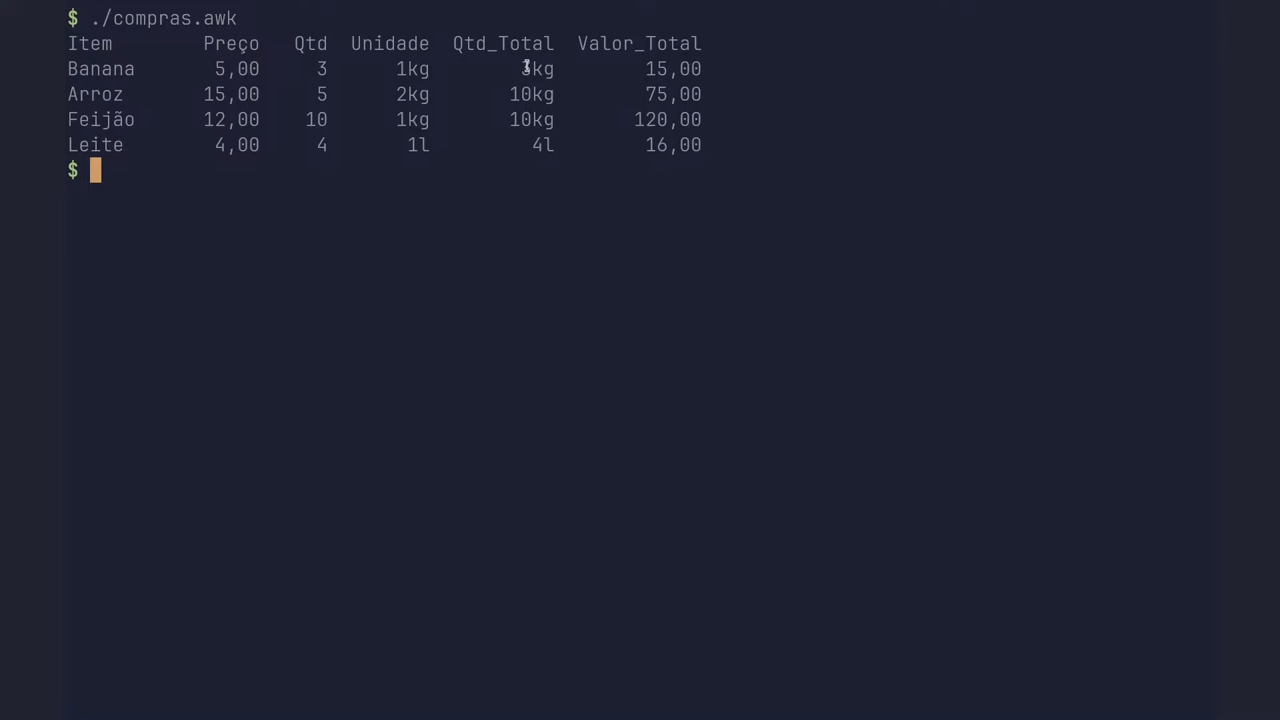 $ ./compras.awk
Item Preço Qtd Unidade Qtd_Total Valor_Total
Banana 5,00 3 1kg 3kg 15,00
Arroz 15,00 5 2kg 10kg 75,00
Feijão 12,00 10 1kg 10kg 120,00
Leite 4,00 4 1l 4l 16,00
$